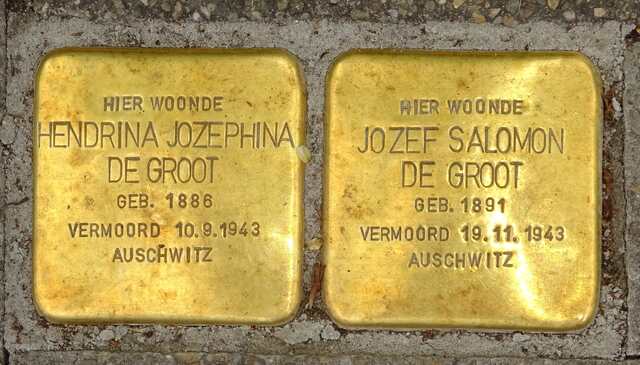 HIER WOONDE
HENDRINA JOZEPHINA
DE GROOT
GEB. 1886
VERMOORD 10.9.1943
AUSCHWITZ
HIER WOONDE
JOZEF SALOMON
DE GROOT
GEB. 1891
VERMOORD 19.11.1943
AUSCHWITZ